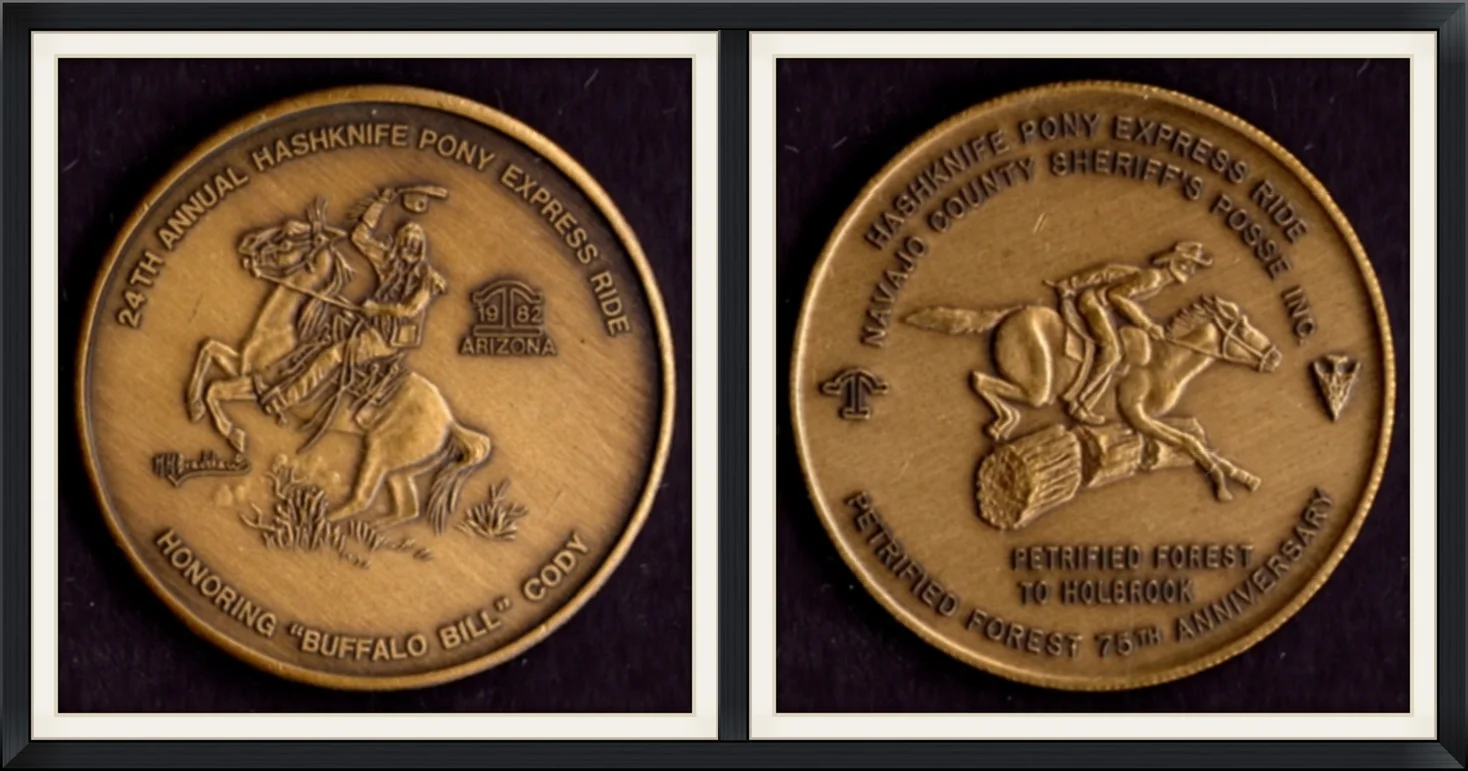 24TH ANNUAL HASHKNIFE PONY EXPRESS RIDE
19 82
ARIZONA
HONORING “BUFFALO BILL” CODY
HASHKNIFE PONY EXPRESS RIDE
NAVAJO COUNTY SHERIFF'S POSSE INC.
PETRIFIED FOREST
TO HOLBROOK
PETRIFIED FOREST 75TH ANNIVERSARY